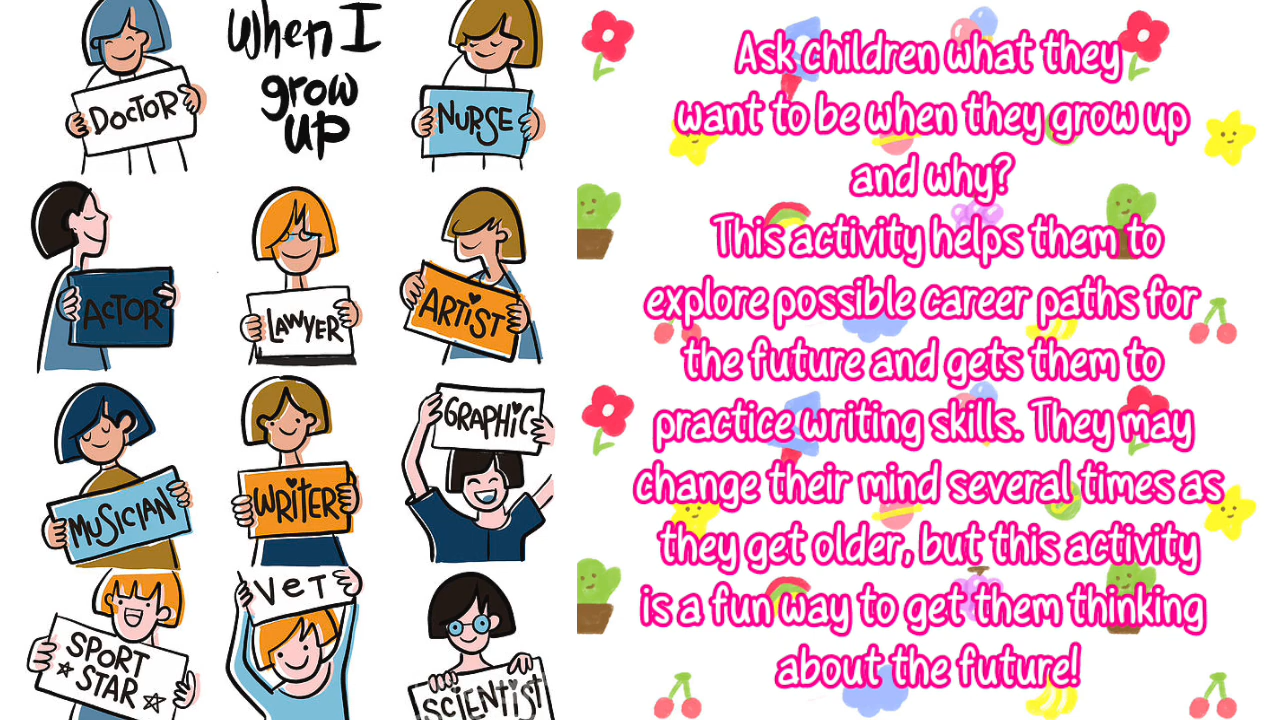 When I
grow
up
DOCTOR
NURSE
ACTOR
LAWYER
ARTIST
MUSICIAN
WRITER
GRAPHIC
SPORT
STAR
VET
SCIENTIST
Ask children what they
want to be when they grow up
and why?
This activity helps them to
explore possible career paths for
the future and gets them to
practice writing skills. They may
change their mind several times as
they get older, but this activity
is a fun way to get them thinking
about the future!